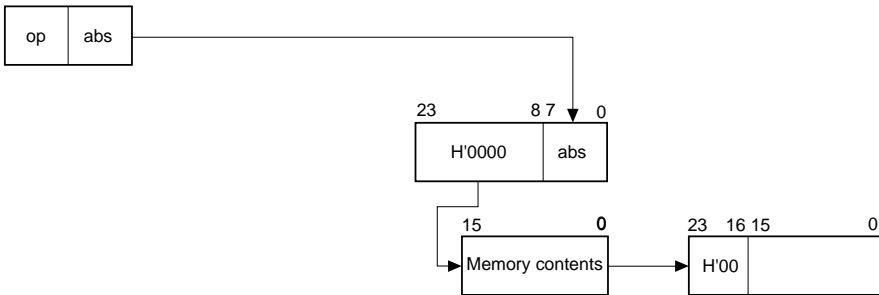 op abs
23 8 7 0
H'0000 abs
15 0 23 16 15 0
Memory contents H'00